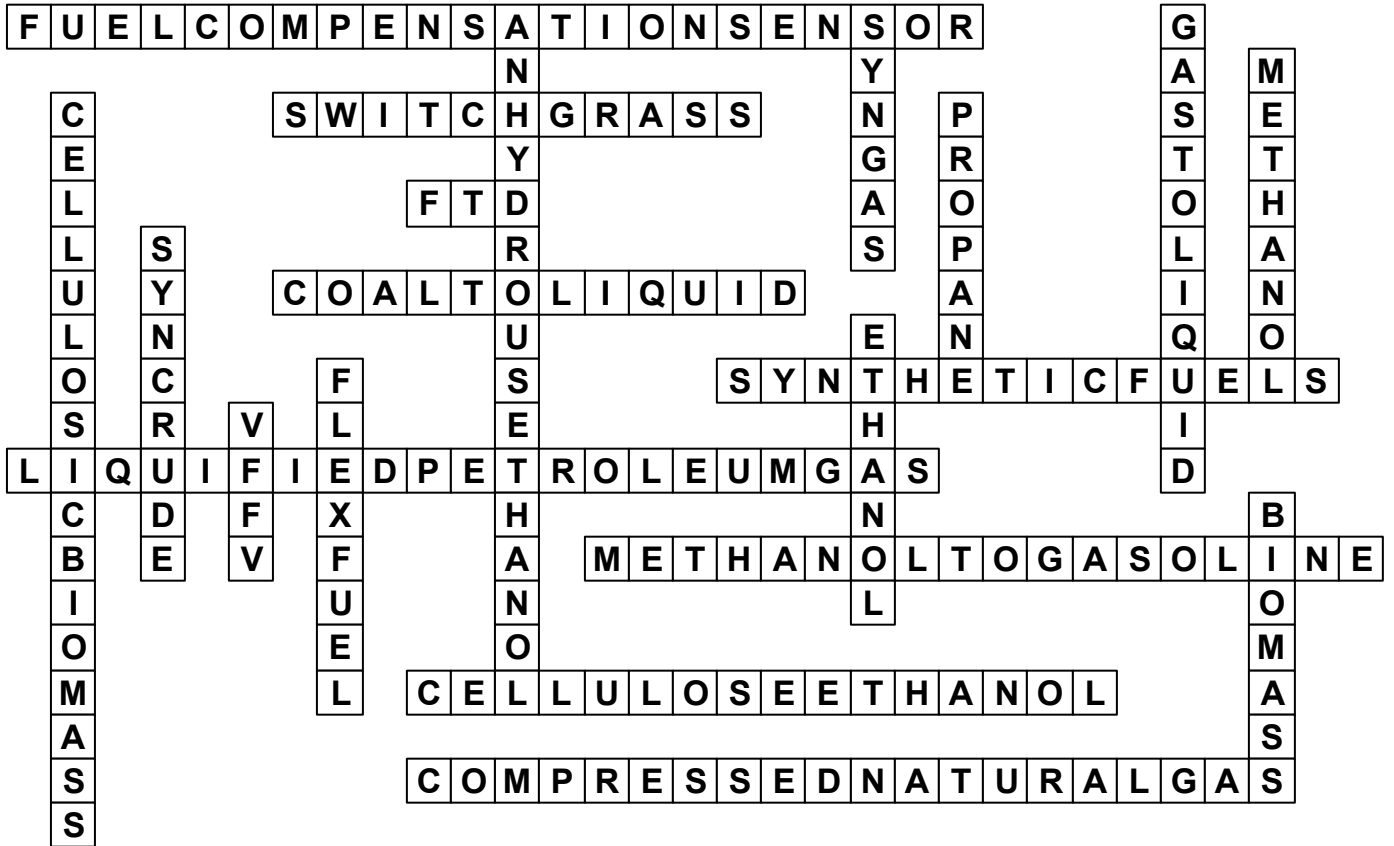 FUELCOMPENSATIONSENSOR
ANHYDROUSETHANOL
SYNGAS
GASTOLIQUID
METHANOL
CELLULOSICBIOMASS
SWITCHGRASS
PROPANE
FTD
SYNCRUDE
COALTOLIQUID
ETHANOL
FLEXFUEL
SYNTHETICFUELS
VFFV
LIQUIFIEDPETROLEUMGAS
BIOMASS
METHANOLTOGASOLINE
CELLULOSEETHANOL
COMPRESSEDNATURALGAS